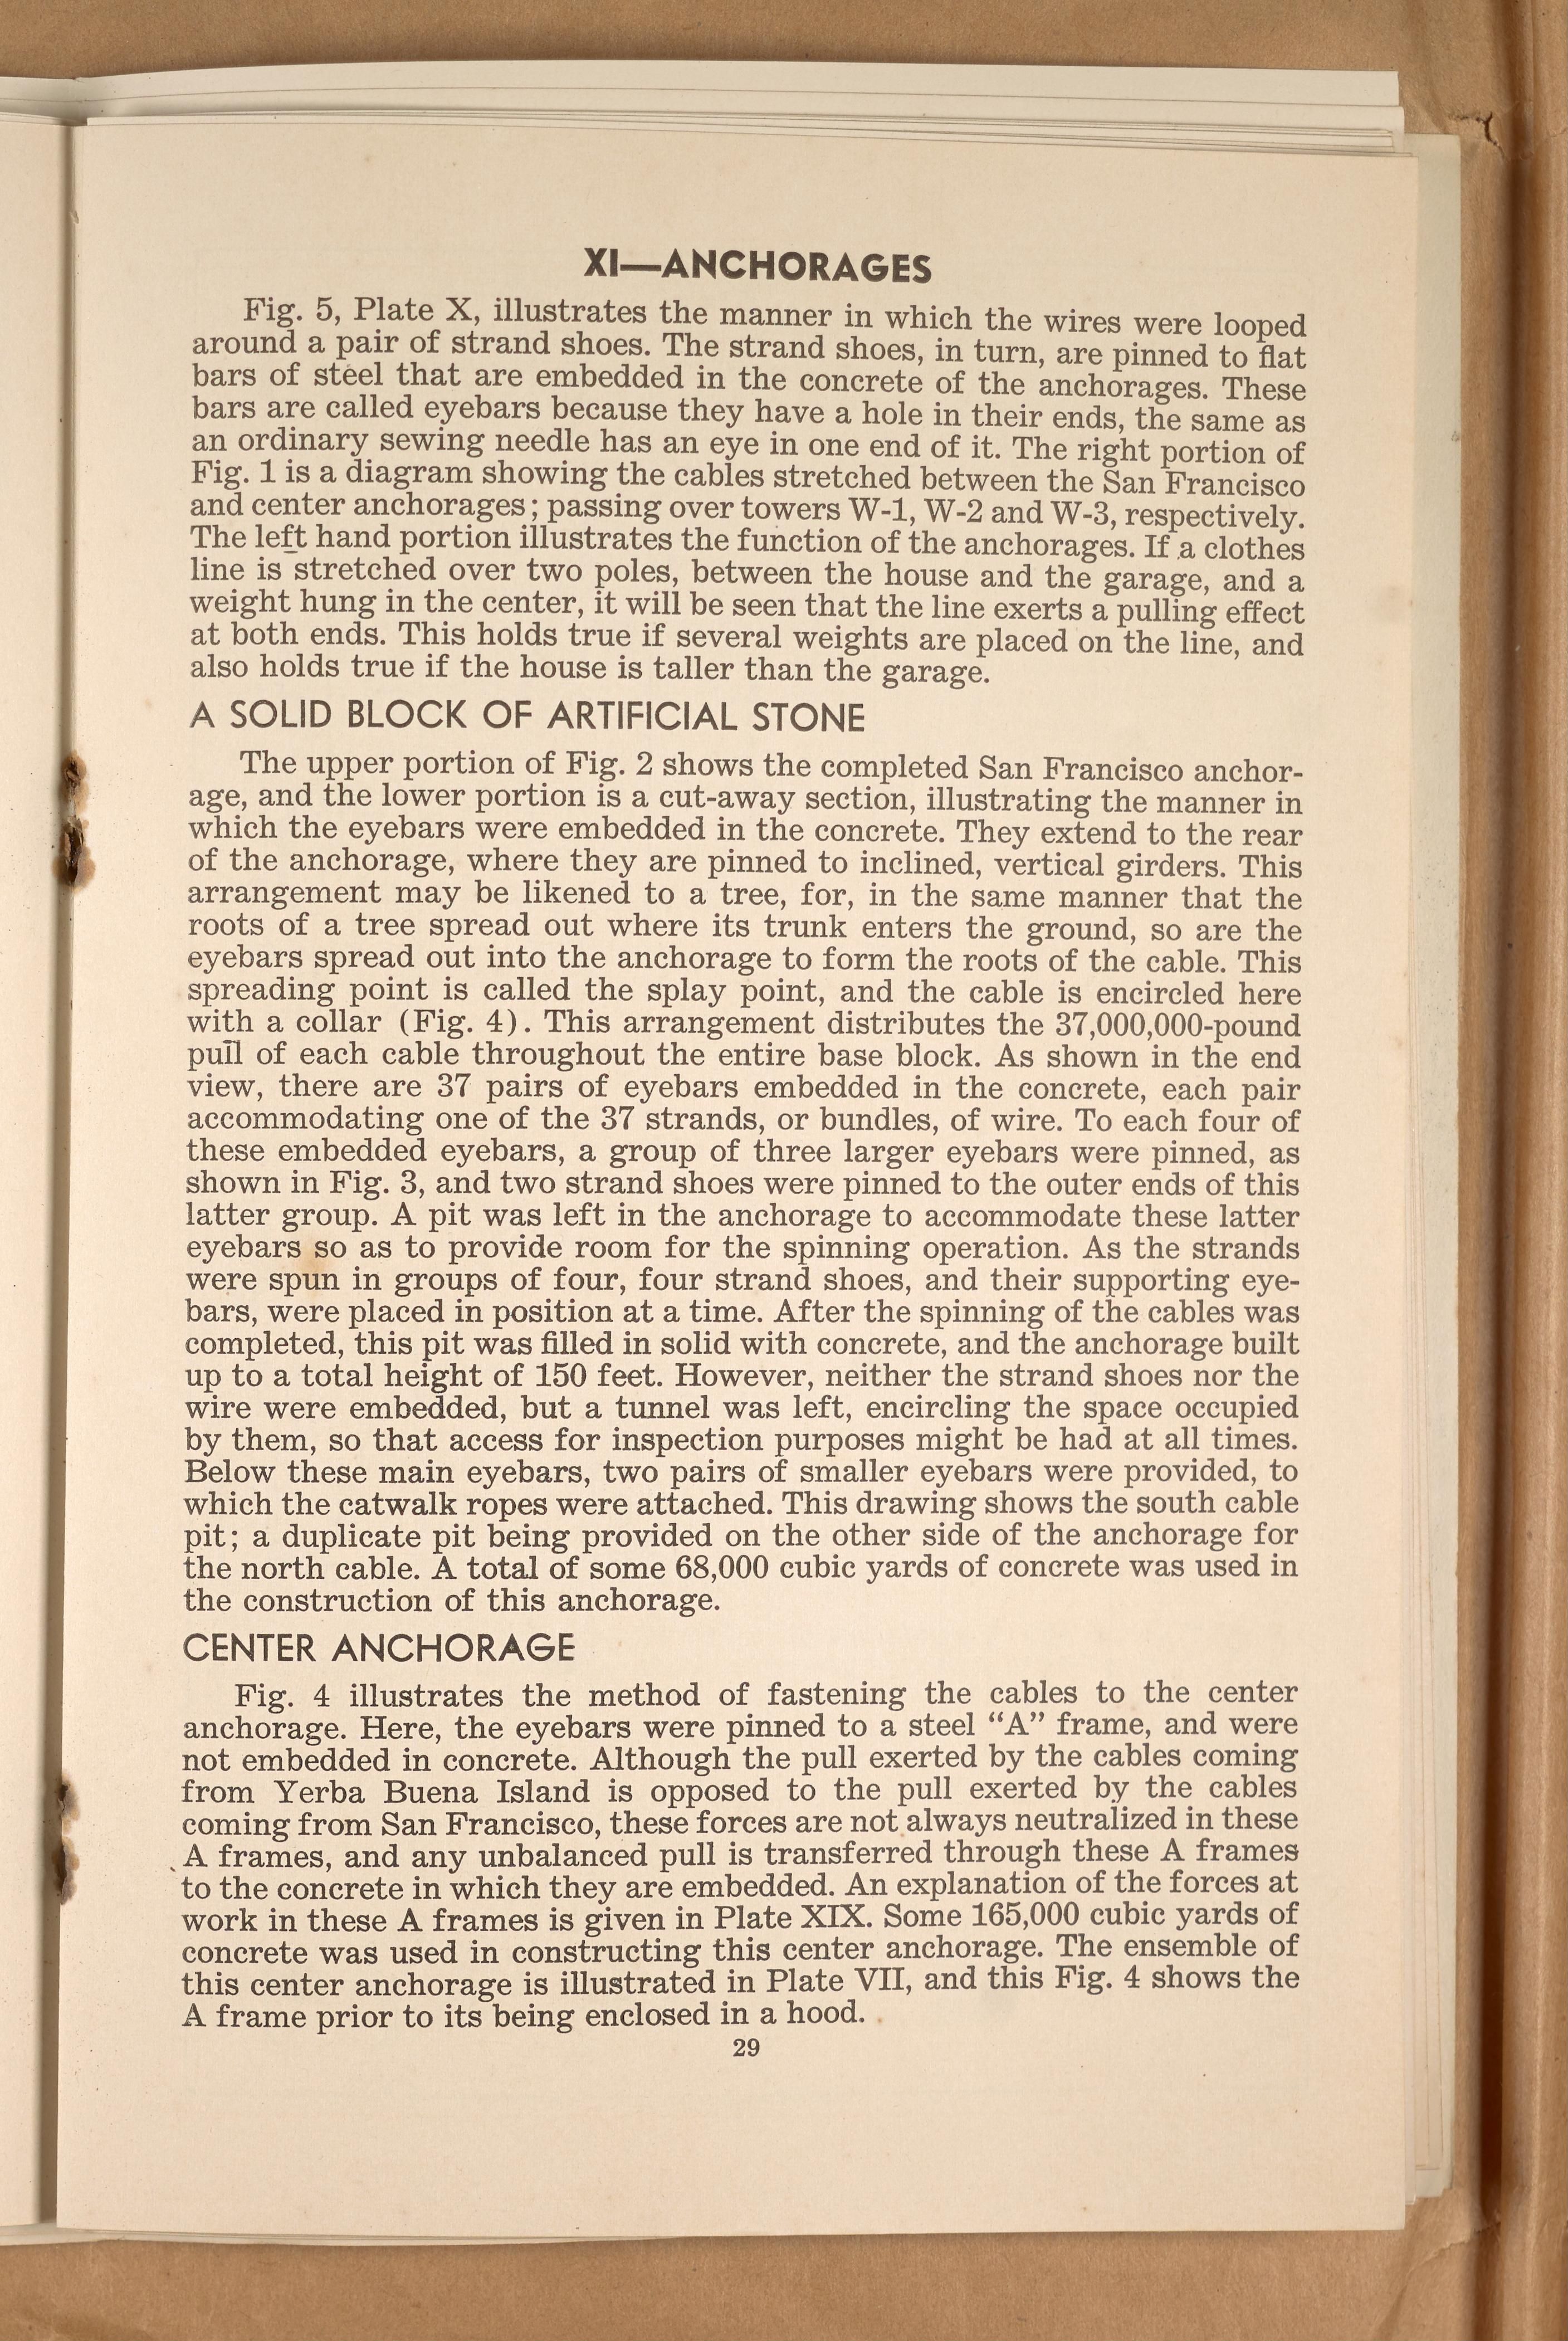 XI—ANCHORAGES
Fig. 5, Plate X, illustrates the manner in which the wires were looped
around a pair of strand shoes. The strand shoes, in turn, are pinned to flat
bars of steel that are embedded in the concrete of the anchorages. These
bars are called eyebars because they have a hole in their ends, the same as
an ordinary sewing needle has an eye in one end of it. The right portion of
Fig. 1 is a diagram showing the cables stretched between the San Francisco
and center anchorages; passing over towers W-1, W-2 and W-3, respectively.
The left hand portion illustrates the function of the anchorages. If a clothes
line is stretched over two poles, between the house and the garage, and a
weight hung in the center, it will be seen that the line exerts a pulling effect
at both ends. This holds true if several weights are placed on the line, and
also holds true if the house is taller than the garage.
A SOLID BLOCK OF ARTIFICIAL STONE
The upper portion of Fig. 2 shows the completed San Francisco anchor-
age, and the lower portion is a cut-away section, illustrating the manner in
which the eyebars were embedded in the concrete. They extend to the rear
of the anchorage, where they are pinned to inclined, vertical girders. This
arrangement may be likened to a tree, for, in the same manner that the
roots of a tree spread out where its trunk enters the ground, so are the
eyebars spread out into the anchorage to form the roots of the cable. This
spreading point is called the splay point, and the cable is encircled here
with a collar (Fig. 4). This arrangement distributes the 37,000,000-pound
pull of each cable throughout the entire base block. As shown in the end
view, there are 37 pairs of eyebars embedded in the concrete, each pair
accommodating one of the 37 strands, or bundles, of wire. To each four of
these embedded eyebars, a group of three larger eyebars were pinned, as
shown in Fig. 3, and two strand shoes were pinned to the outer ends of this
latter group. A pit was left in the anchorage to accommodate these latter
eyebars so as to provide room for the spinning operation. As the strands
were spun in groups of four, four strand shoes, and their supporting eye-
bars, were placed in position at a time. After the spinning of the cables was
completed, this pit was filled in solid with concrete, and the anchorage built
up to a total height of 150 feet. However, neither the strand shoes nor the
wire were embedded, but a tunnel was left, encircling the space occupied
by them, so that access for inspection purposes might be had at all times.
Below these main eyebars, two pairs of smaller eyebars were provided, to
which the catwalk ropes were attached. This drawing shows the south cable
pit; a duplicate pit being provided on the other side of the anchorage for
the north cable. A total of some 68,000 cubic yards of concrete was used in
the construction of this anchorage.
CENTER ANCHORAGE
Fig. 4 illustrates the method of fastening the cables to the center
anchorage. Here, the eyebars were pinned to a steel “A” frame, and were
not embedded in concrete. Although the pull exerted by the cables coming
from Yerba Buena Island is opposed to the pull exerted by the cables
coming from San Francisco, these forces are not always neutralized in these
A frames, and any unbalanced pull is transferred through these A frames
to the concrete in which they are embedded. An explanation of the forces at
work in these A frames is given in Plate XIX. Some 165,000 cubic yards of
concrete was used in constructing this center anchorage. The ensemble of
this center anchorage is illustrated in Plate VII, and this Fig. 4 shows the
A frame prior to its being enclosed in a hood.
29